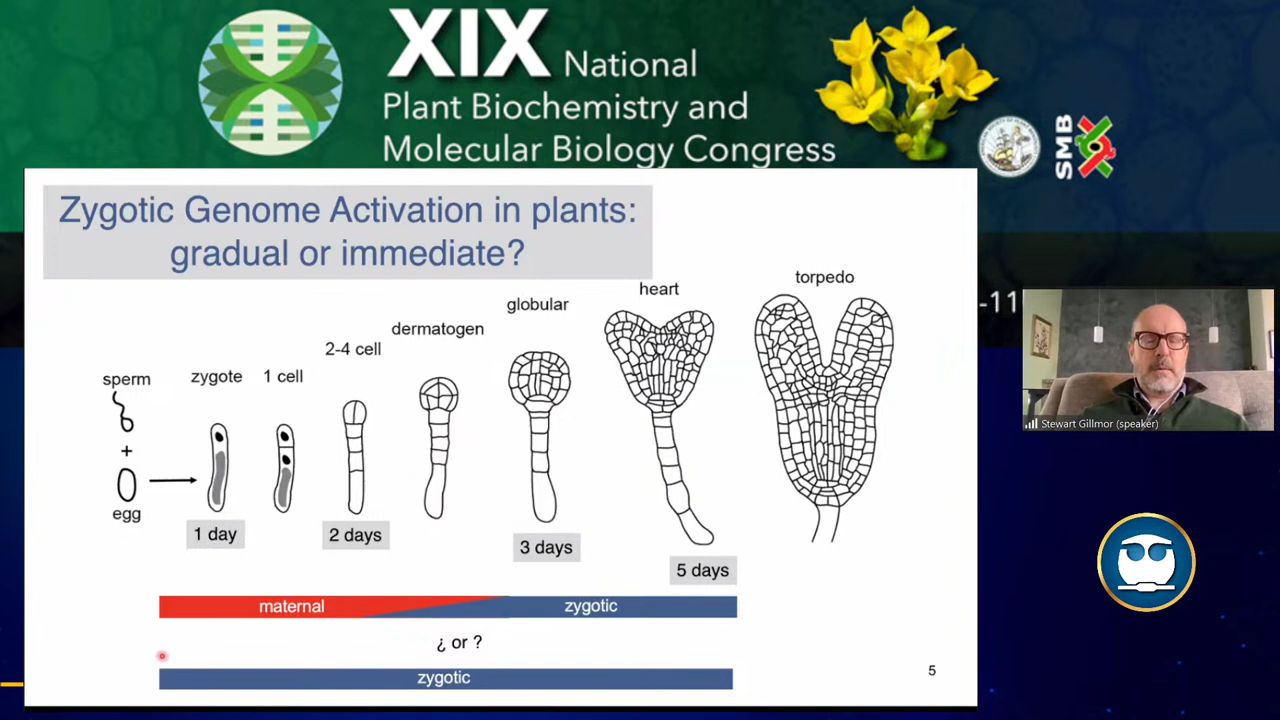 XIX National
Plant Biochemistry and
Molecular Biology Congress
SMB
Zygotic Genome Activation in plants:
gradual or immediate?
sperm
+
egg
zygote
1 cell
2-4 cell
dermatogen
globular
heart
torpedo
1 day
2 days
3 days
5 days
maternal
zygotic
¿ or ?
zygotic
5
-11
Stewart Gillmor (speaker)